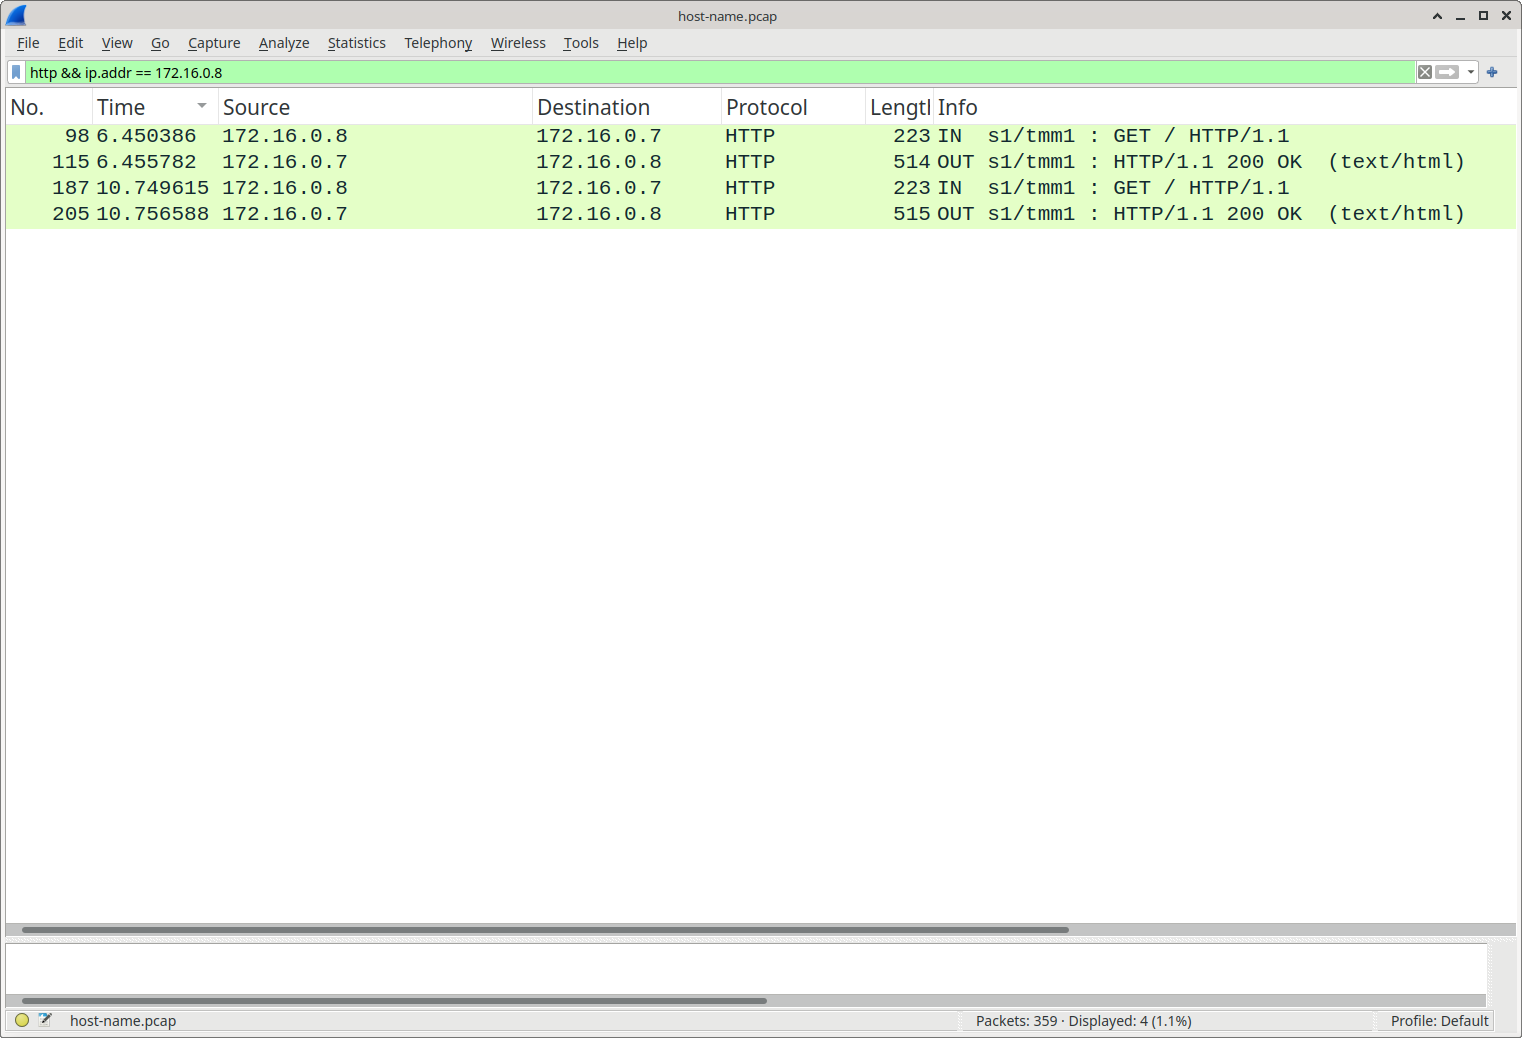 host-name.pcap
File Edit View Go Capture Analyze Statistics Telephony Wireless Tools Help
http && ip.addr == 172.16.0.8
No. Time Source Destination Protocol Lengtl Info
98 6.450386 172.16.0.8 172.16.0.7 HTTP 223 IN s1/tmm1 : GET / HTTP/1.1
115 6.455782 172.16.0.7 172.16.0.8 HTTP 514 OUT s1/tmm1 : HTTP/1.1 200 OK (text/html)
187 10.749615 172.16.0.8 172.16.0.7 HTTP 223 IN s1/tmm1 : GET / HTTP/1.1
205 10.756588 172.16.0.7 172.16.0.8 HTTP 515 OUT s1/tmm1 : HTTP/1.1 200 OK (text/html)
host-name.pcap Packets: 359 · Displayed: 4 (1.1%) Profile: Default